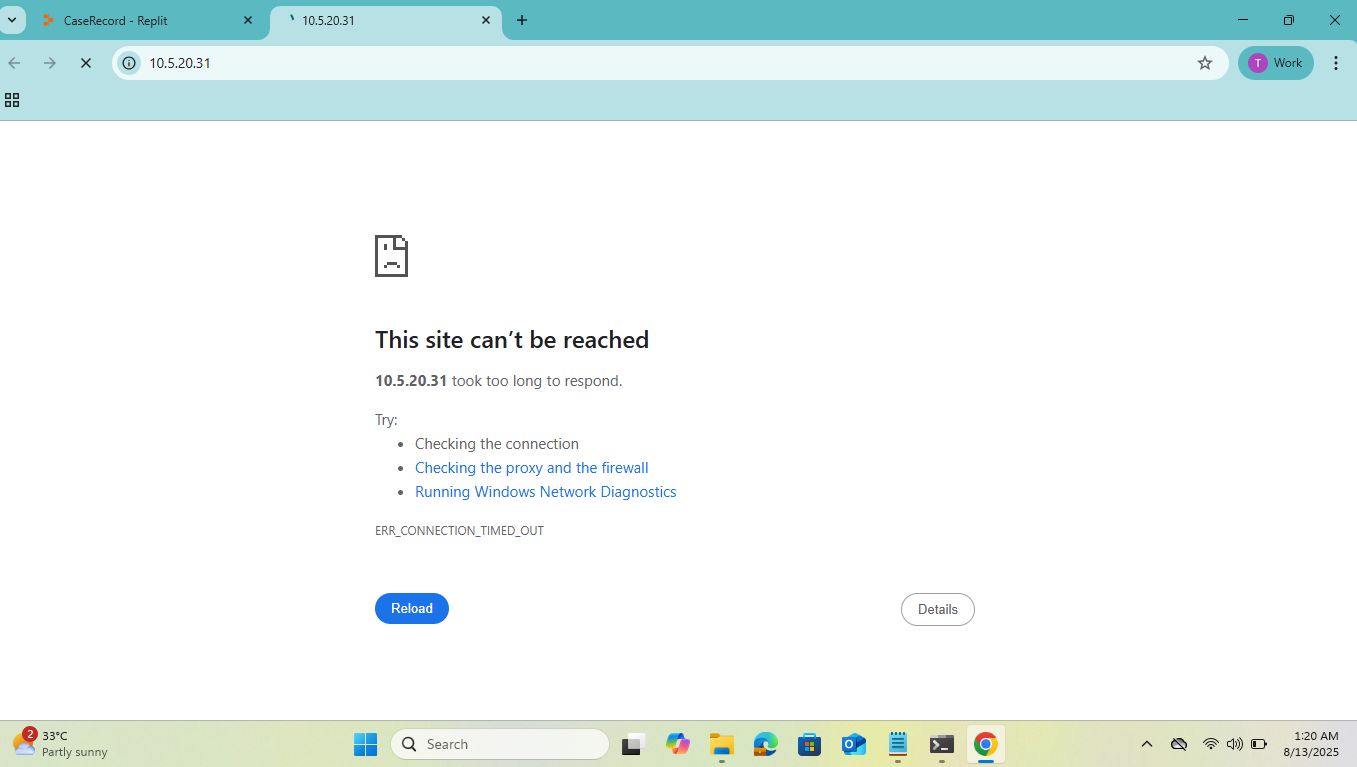 CaseRecord - Replit
10.5.20.31
10.5.20.31
T Work
This site can’t be reached
10.5.20.31 took too long to respond.
Try:
Checking the connection
Checking the proxy and the firewall
Running Windows Network Diagnostics
ERR_CONNECTION_TIMED_OUT
Reload
Details
2
33°C
Partly sunny
Search
1:20 AM
8/13/2025